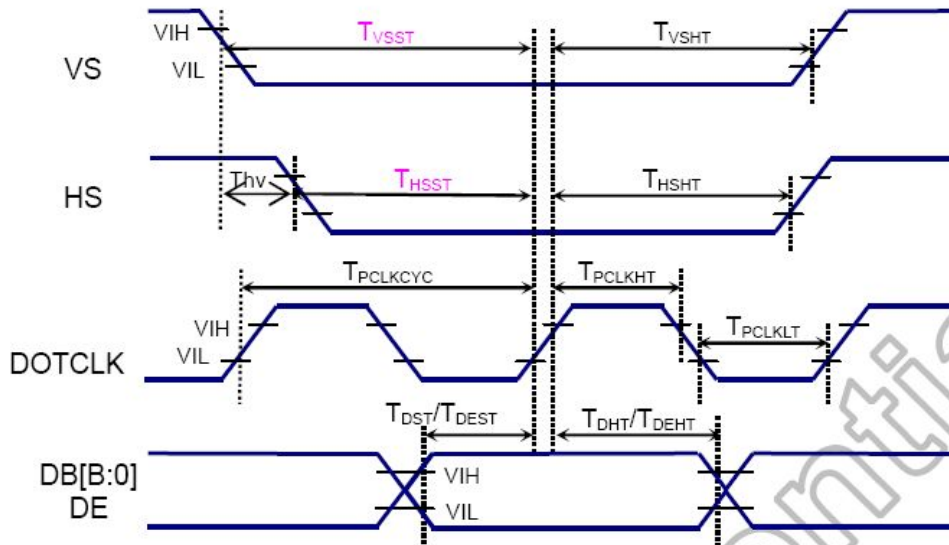 VS
VIH
VIL
TVSST
TVSHT
HS
Thv
THSST
THSHT
DOTCLK
VIH
VIL
TPCLKCYC
TPCLKHT
TPCLKLT
DB[B:0]
DE
TDST/TDEST
TDHT/TDEHT
VIH
VIL